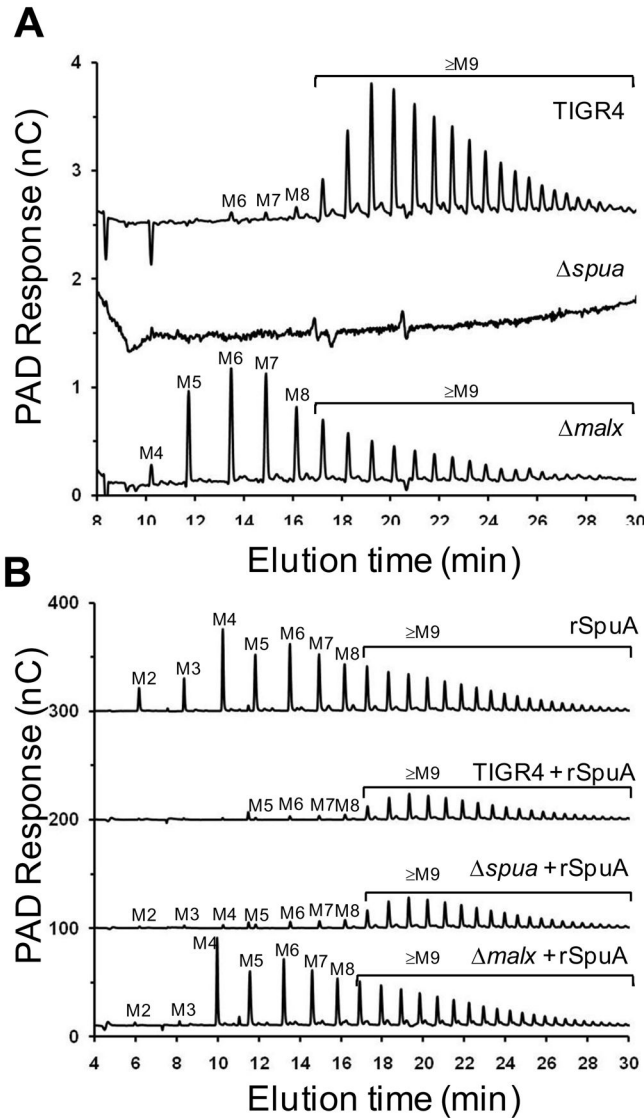 A
PAD Response (nC)
4
3
2
1
0
≥M9
TIGR4
M6 M7 M8
Δspua
M4 M5 M6 M7 M8
≥M9
Δmalx
8 10 12 14 16 18 20 22 24 26 28 30
Elution time (min)
B
PAD Response (nC)
400
300
200
100
0
M2 M3 M4 M5 M6 M7 M8
≥M9
rSpuA
M5 M6 M7 M8
≥M9
TIGR4 + rSpuA
M2 M3 M4 M5 M6 M7 M8
≥M9
Δspua + rSpuA
M2 M3 M4 M5 M6 M7 M8
≥M9
Δmalx + rSpuA
4 6 8 10 12 14 16 18 20 22 24 26 28 30
Elution time (min)